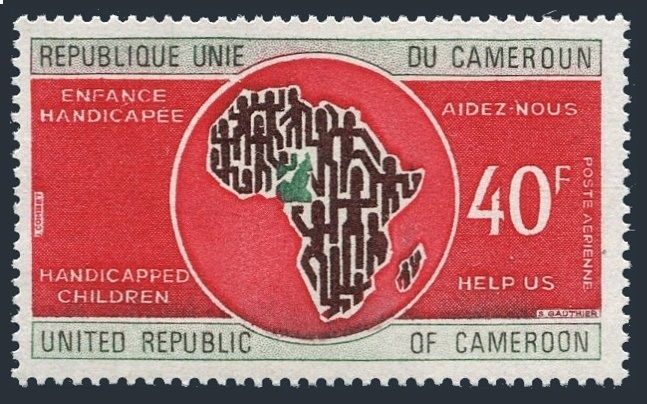 REPUBLIQUE UNIE DU CAMEROUN
ENFANCE
HANDICAPÉE
AIDEZ-NOUS
40F
POSTE AERIENNE
J. COMBET
HANDICAPPED
CHILDREN
HELP US
S. GAUTHIER
UNITED REPUBLIC OF CAMEROON